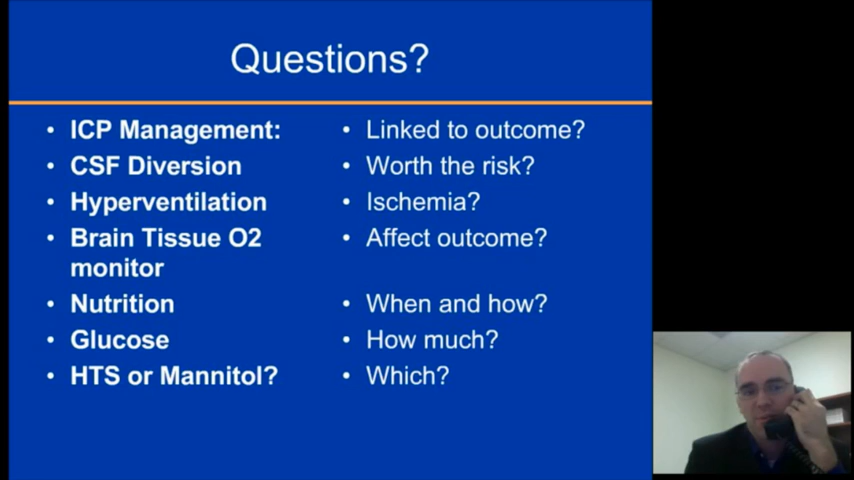 Questions?
• ICP Management:
• Linked to outcome?
• CSF Diversion
• Worth the risk?
• Hyperventilation
• Ischemia?
• Brain Tissue O2
monitor
• Affect outcome?
• Nutrition
• When and how?
• Glucose
• How much?
• HTS or Mannitol?
• Which?